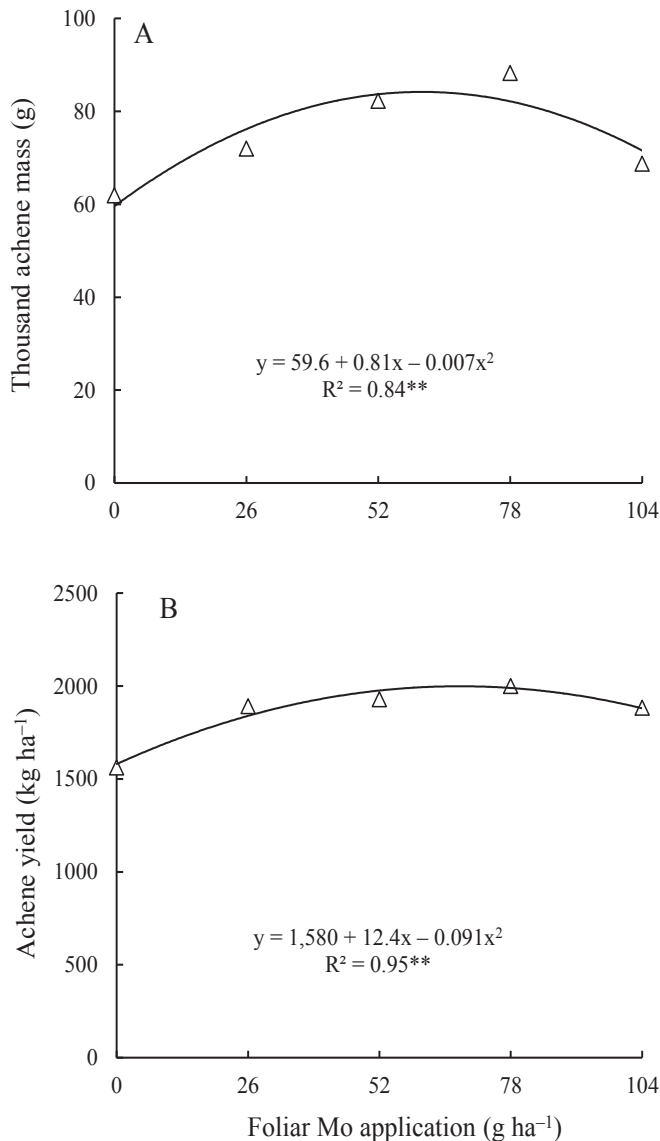 A
Thousand achene mass (g)
100
80
60
40
20
0
y = 59.6 + 0.81x – 0.007x²
R² = 0.84**
0 26 52 78 104
B
Achene yield (kg ha⁻¹)
2500
2000
1500
1000
500
0
y = 1,580 + 12.4x – 0.091x²
R² = 0.95**
0 26 52 78 104
Foliar Mo application (g ha⁻¹)